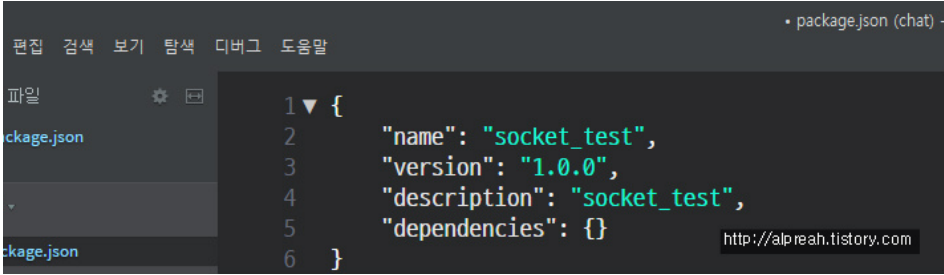 • package.json (chat) -
편집 검색 보기 탐색 디버그 도움말
파일
ackage.json
ckage.json
1 ▼ {
2 "name": "socket_test",
3 "version": "1.0.0",
4 "description": "socket_test",
5 "dependencies": {}
6 }
http://alpreah.tistory.com